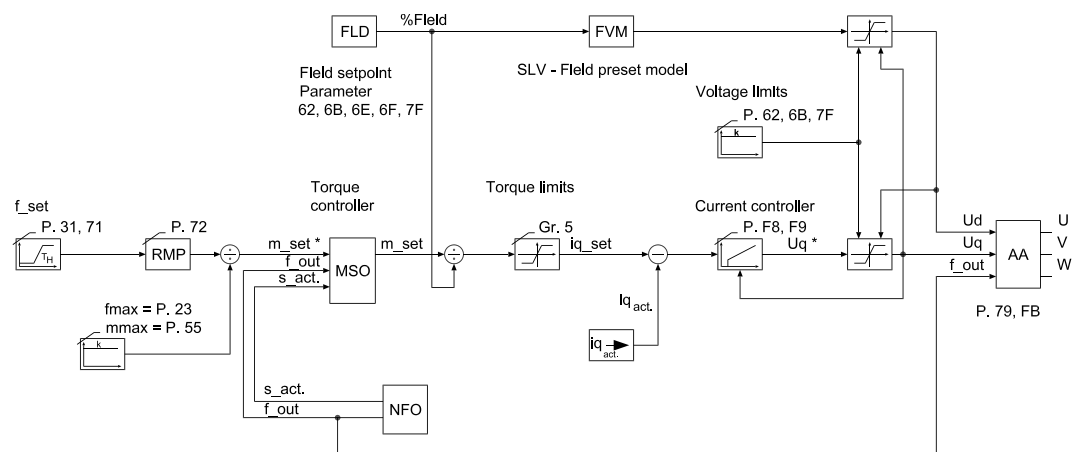 %Field
FLD
FVM
Field setpoint
Parameter
62, 6B, 6E, 6F, 7F
SLV - Field preset model
Voltage limits
P. 62, 6B, 7F
k
Torque
controller
Torque limits
f_set
P. 31, 71
P. 72
Gr. 5
Current controller
P. F8, F9
TH
RMP
÷
m_set *
f_out
s_act.
MSO
m_set
÷
iq_set
−
Uq *
Ud
Uq
f_out
AA
U
V
W
P. 79, FB
fmax = P. 23
mmax = P. 55
k
Iq act.
iq act.
s_act.
f_out
NFO